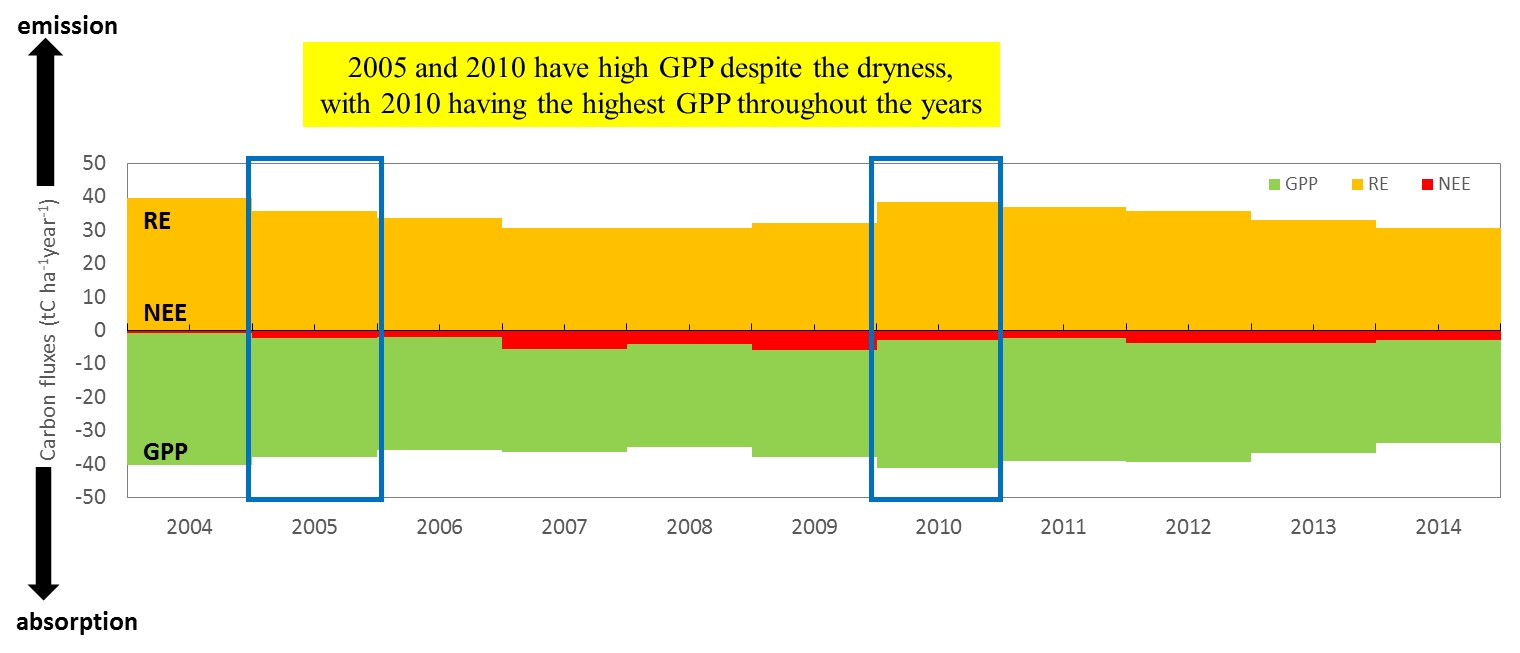 emission
2005 and 2010 have high GPP despite the dryness,
with 2010 having the highest GPP throughout the years
Carbon fluxes (tC ha⁻¹year⁻¹)
50
40
30
20
10
0
-10
-20
-30
-40
-50
GPP RE NEE
RE
NEE
GPP
2004 2005 2006 2007 2008 2009 2010 2011 2012 2013 2014
absorption